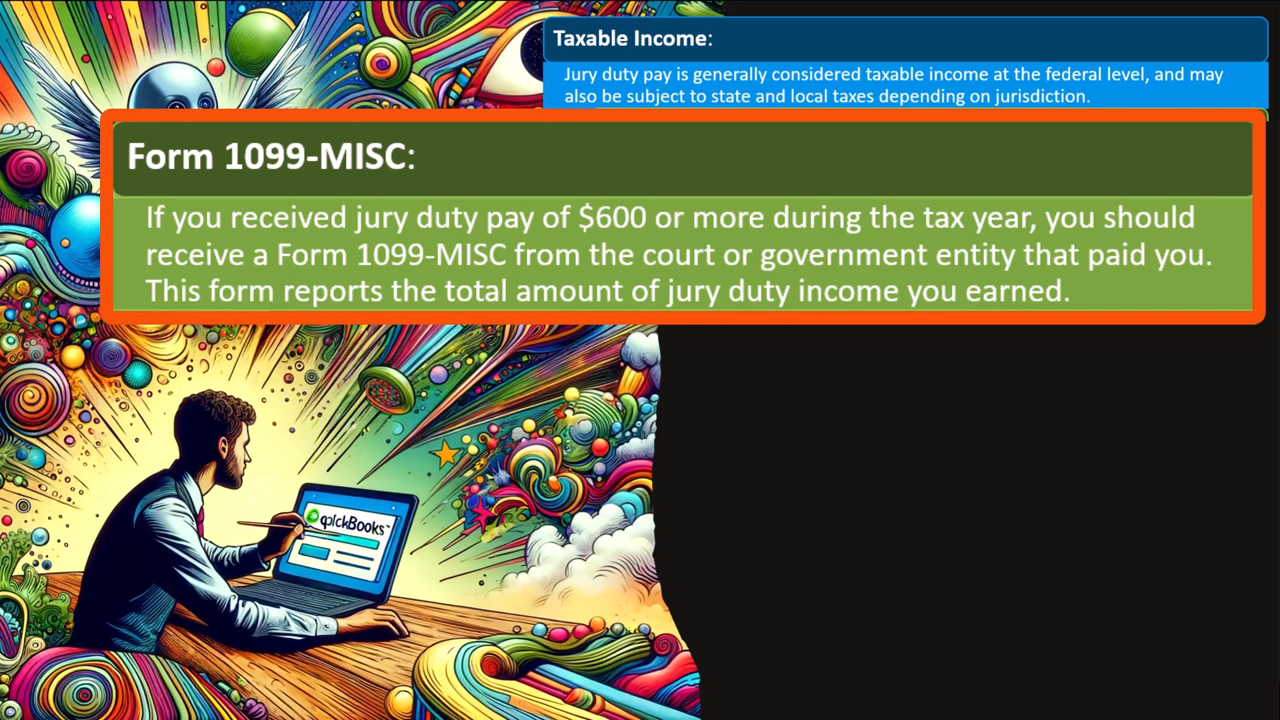 Taxable Income:
Jury duty pay is generally considered taxable income at the federal level, and may
also be subject to state and local taxes depending on jurisdiction.
Form 1099-MISC:
If you received jury duty pay of $600 or more during the tax year, you should
receive a Form 1099-MISC from the court or government entity that paid you.
This form reports the total amount of jury duty income you earned.
qpickBooks